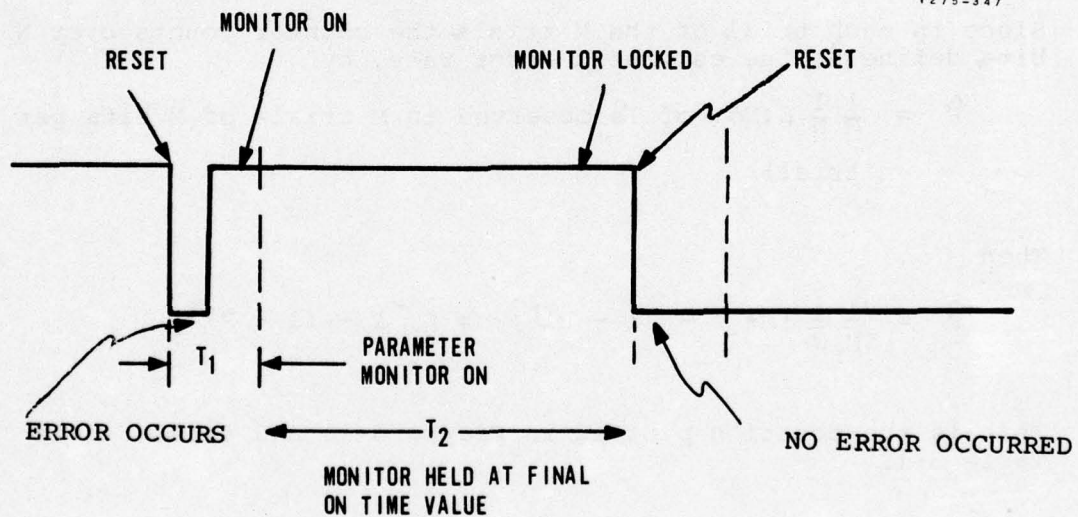 MONITOR ON
RESET
MONITOR LOCKED
RESET
T1
PARAMETER
MONITOR ON
ERROR OCCURS
T2
NO ERROR OCCURRED
MONITOR HELD AT FINAL
ON TIME VALUE